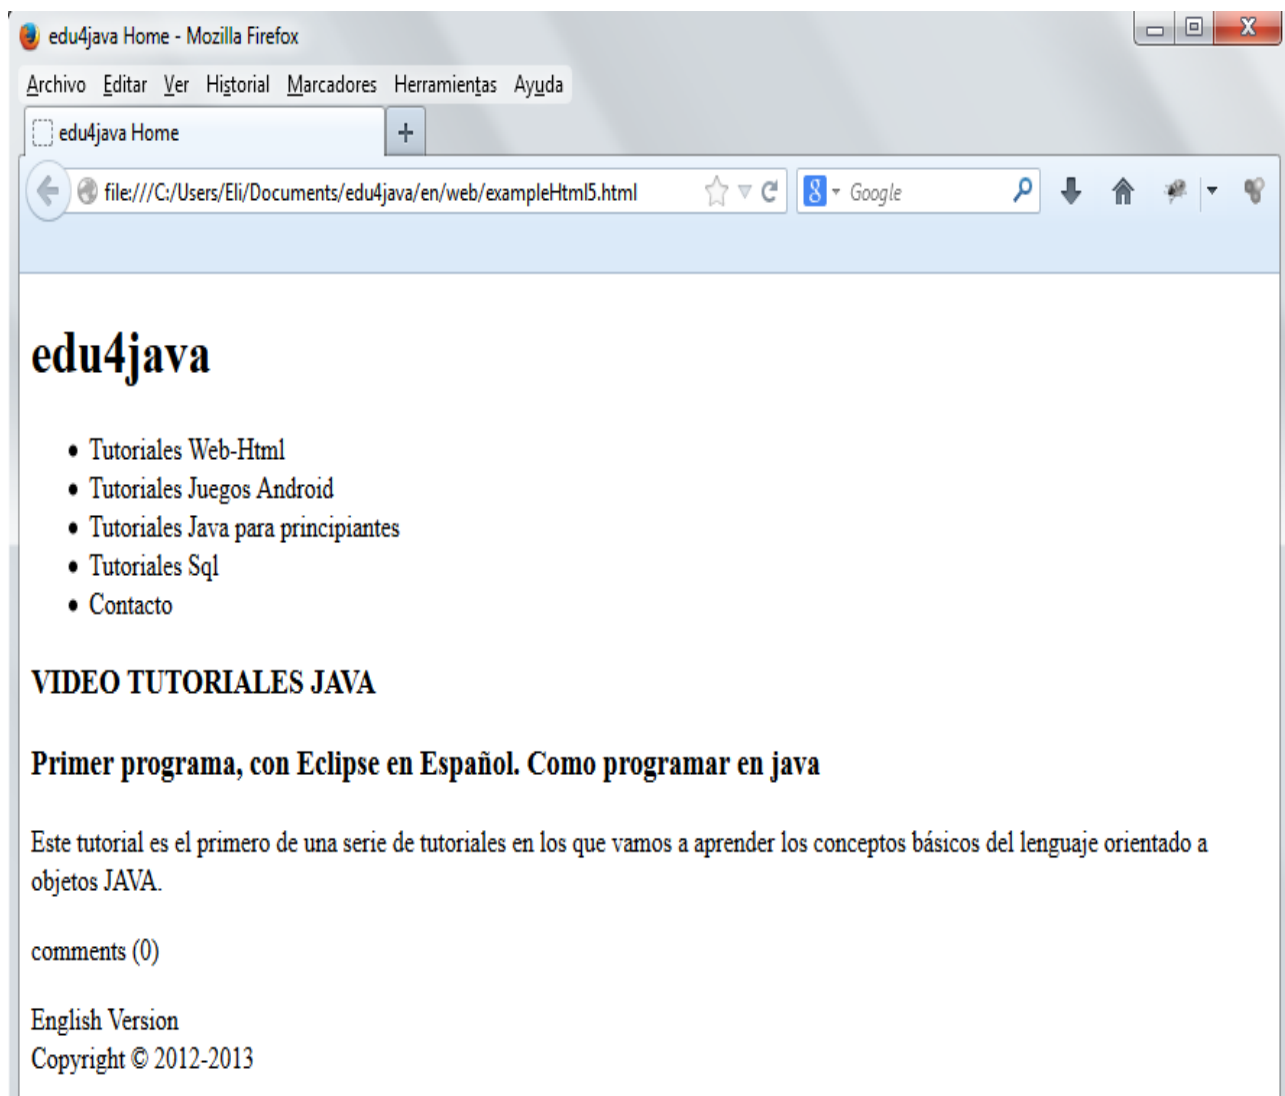 edu4java Home - Mozilla Firefox
Archivo Editar Ver Historial Marcadores Herramientas Ayuda
edu4java Home +
file:///C:/Users/Eli/Documents/edu4java/en/web/exampleHtml5.html 8 Google
edu4java
• Tutoriales Web-Html
• Tutoriales Juegos Android
• Tutoriales Java para principiantes
• Tutoriales Sql
• Contacto
VIDEO TUTORIALES JAVA
Primer programa, con Eclipse en Español. Como programar en java
Este tutorial es el primero de una serie de tutoriales en los que vamos a aprender los conceptos básicos del lenguaje orientado a
objetos JAVA.
comments (0)
English Version
Copyright © 2012-2013